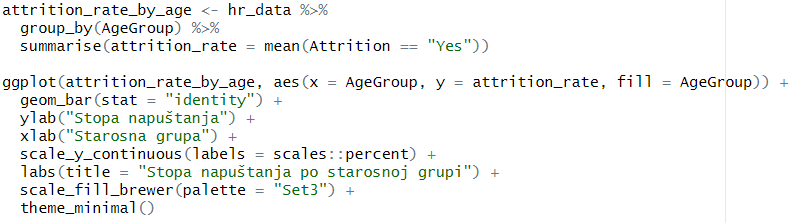 attrition_rate_by_age <- hr_data %>%
  group_by(AgeGroup) %>%
  summarise(attrition_rate = mean(Attrition == "Yes"))

ggplot(attrition_rate_by_age, aes(x = AgeGroup, y = attrition_rate, fill = AgeGroup)) +
  geom_bar(stat = "identity") +
  ylab("Stopa napuštanja") +
  xlab("Starosna grupa") +
  scale_y_continuous(labels = scales::percent) +
  labs(title = "Stopa napuštanja po starosnoj grupi") +
  scale_fill_brewer(palette = "Set3") +
  theme_minimal()